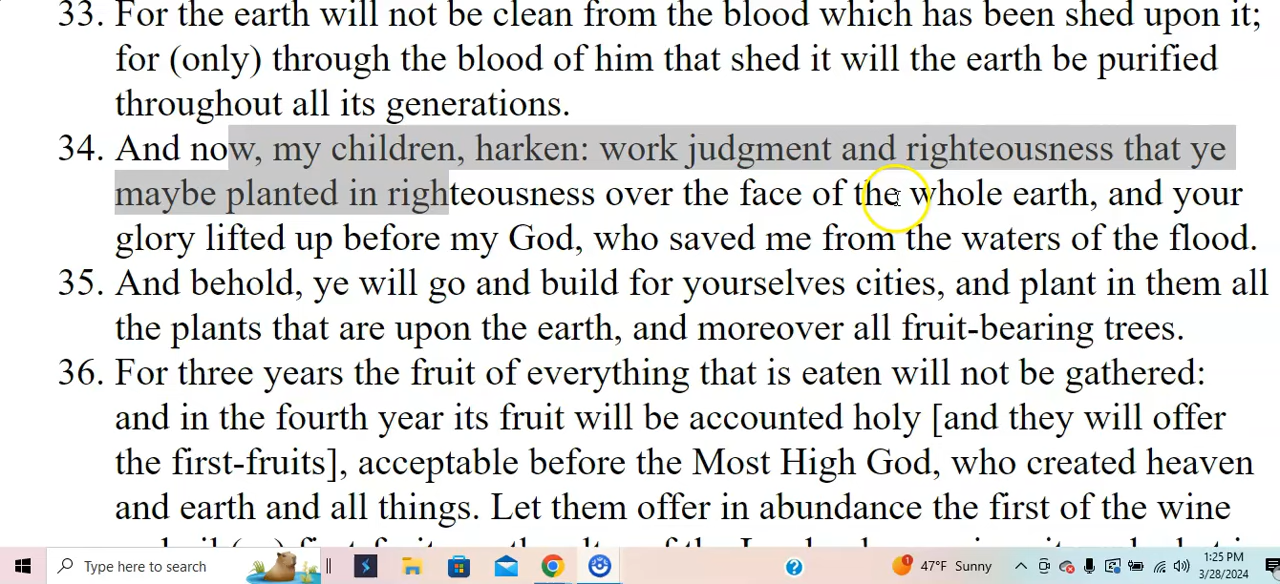 33. For the earth will not be clean from the blood which has been shed upon it;
for (only) through the blood of him that shed it will the earth be purified
throughout all its generations.
34. And now, my children, harken: work judgment and righteousness that ye
maybe planted in righteousness over the face of the whole earth, and your
glory lifted up before my God, who saved me from the waters of the flood.
35. And behold, ye will go and build for yourselves cities, and plant in them all
the plants that are upon the earth, and moreover all fruit-bearing trees.
36. For three years the fruit of everything that is eaten will not be gathered:
and in the fourth year its fruit will be accounted holy [and they will offer
the first-fruits], acceptable before the Most High God, who created heaven
and earth and all things. Let them offer in abundance the first of the wine
Type here to search
47°F Sunny
1:25 PM
3/28/2024